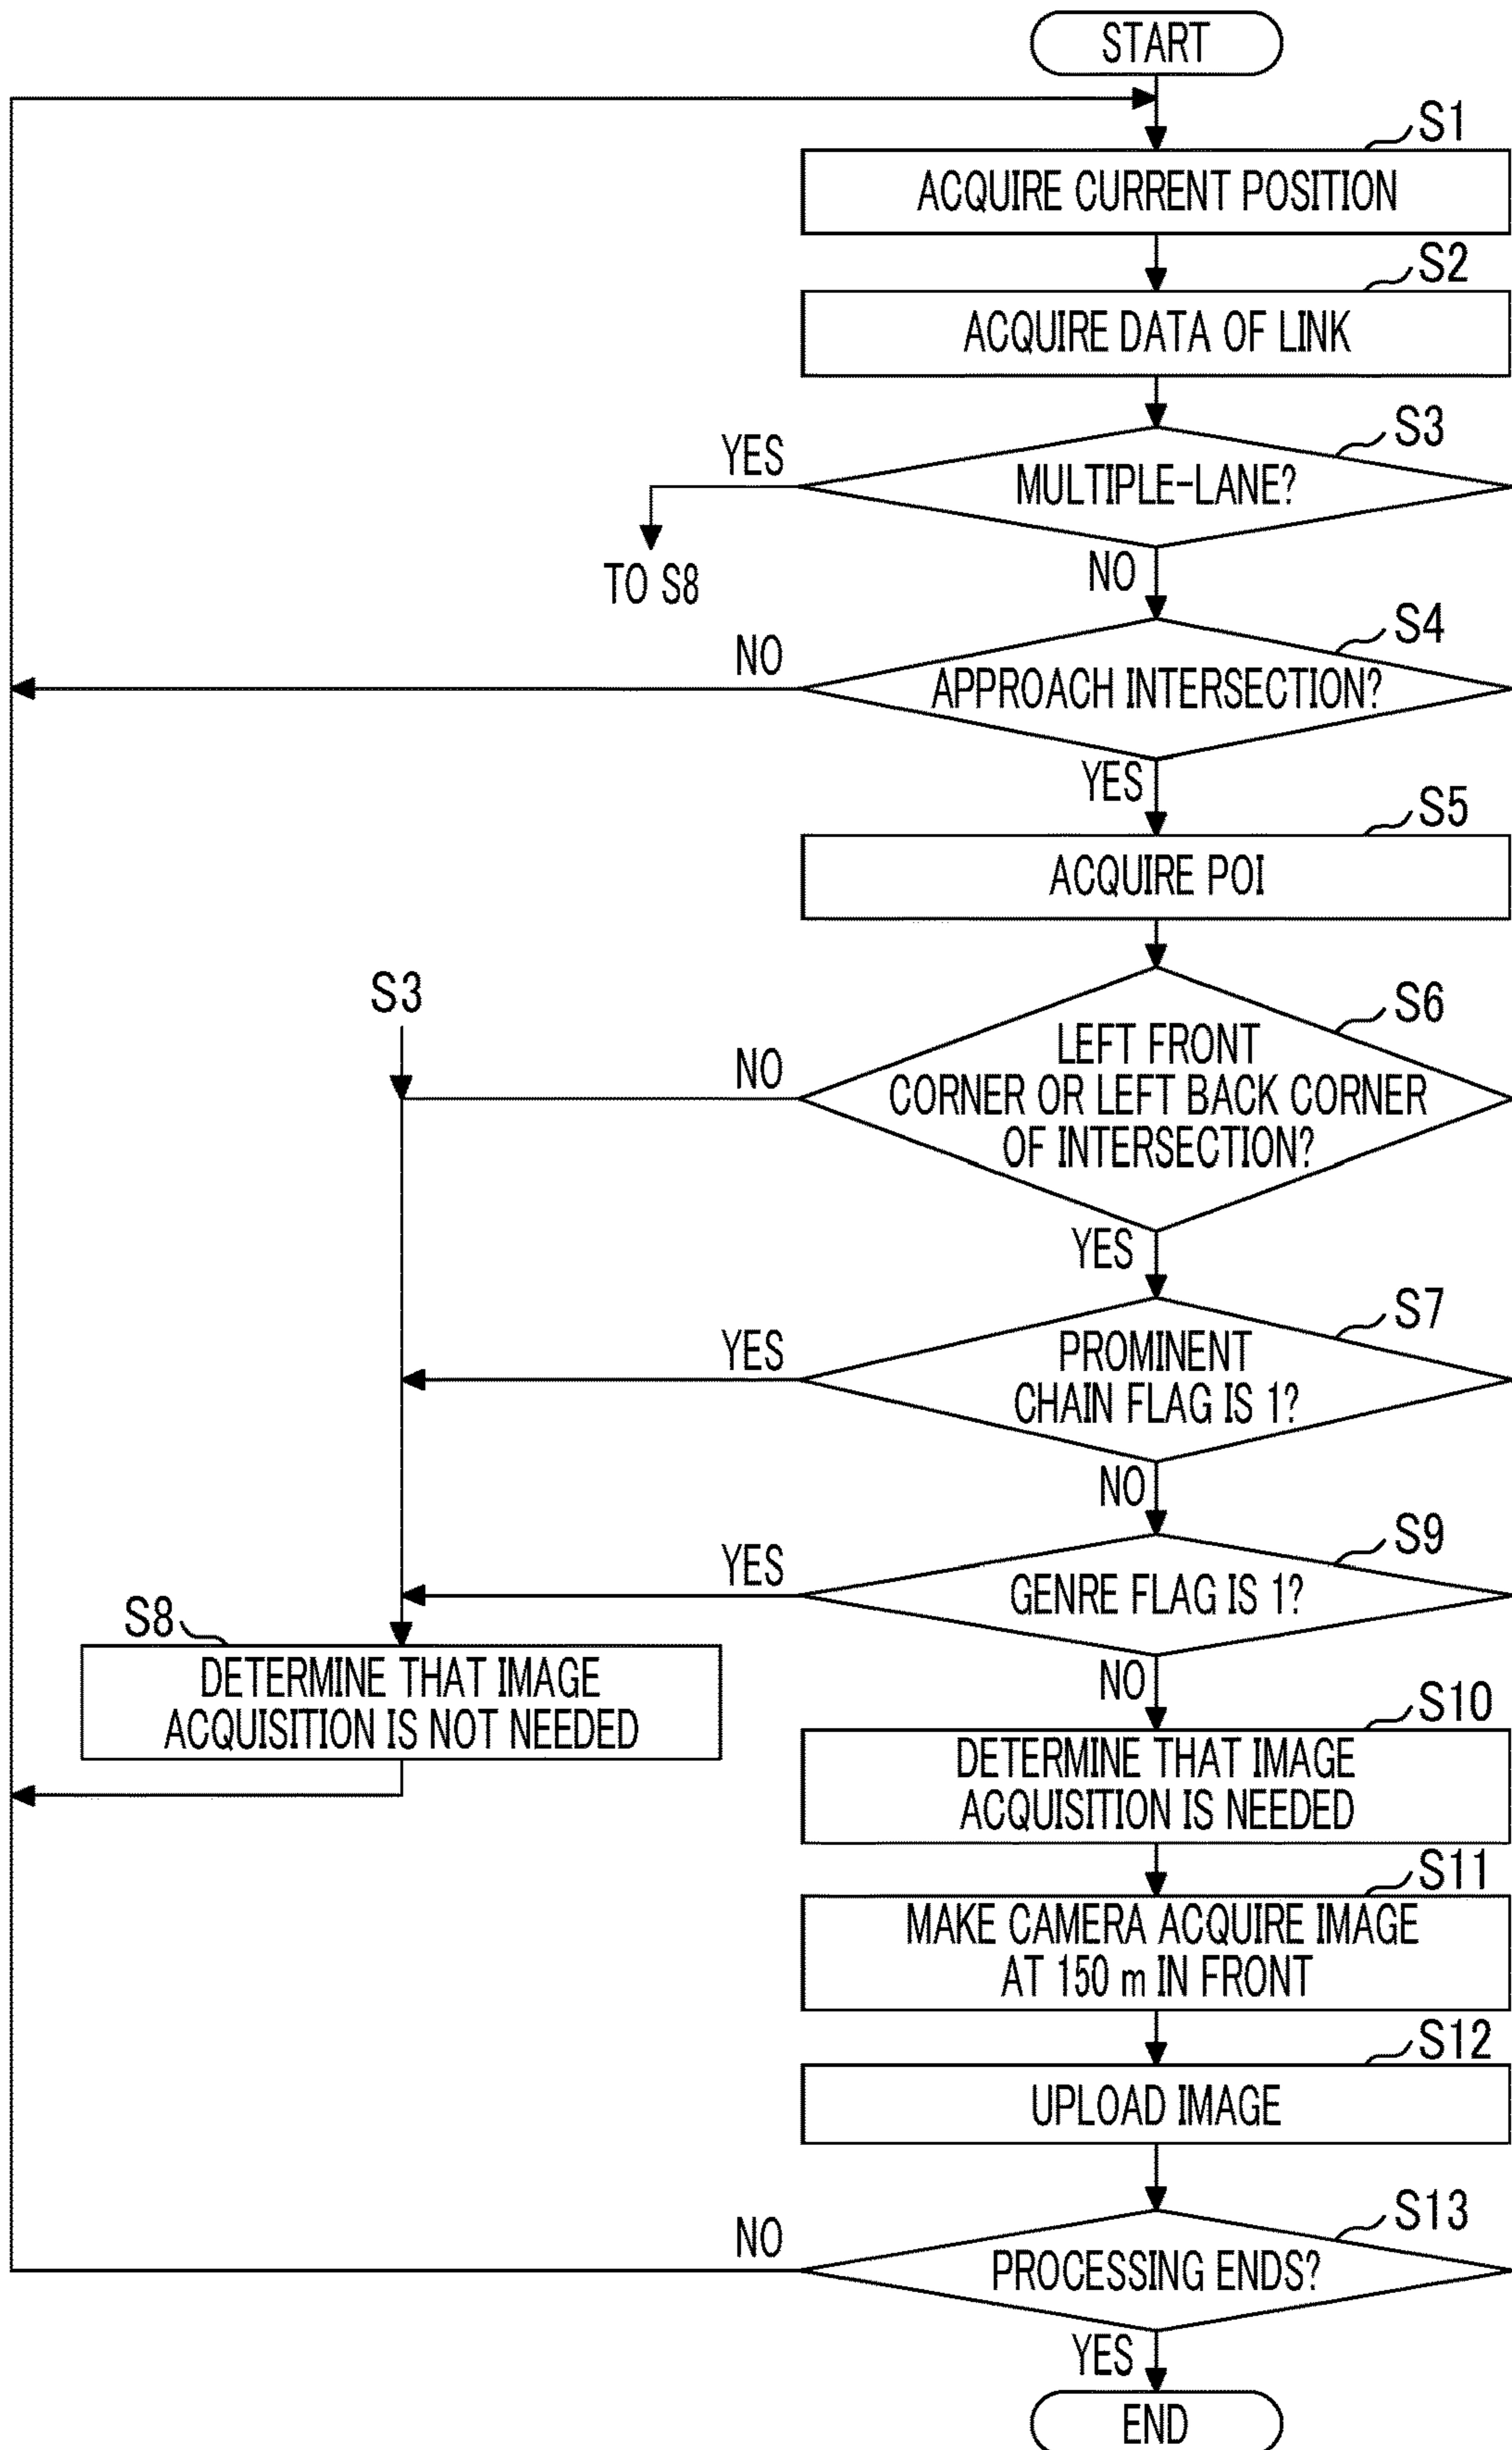 START
S1
ACQUIRE CURRENT POSITION
S2
ACQUIRE DATA OF LINK
S3
YES
MULTIPLE-LANE?
TO S8
NO
S4
NO
APPROACH INTERSECTION?
YES
S5
ACQUIRE POI
S3
S6
NO
LEFT FRONT
CORNER OR LEFT BACK CORNER
OF INTERSECTION?
YES
S7
YES
PROMINENT
CHAIN FLAG IS 1?
NO
S9
YES
GENRE FLAG IS 1?
S8
DETERMINE THAT IMAGE
ACQUISITION IS NOT NEEDED
NO
S10
DETERMINE THAT IMAGE
ACQUISITION IS NEEDED
S11
MAKE CAMERA ACQUIRE IMAGE
AT 150 m IN FRONT
S12
UPLOAD IMAGE
S13
NO
PROCESSING ENDS?
YES
END